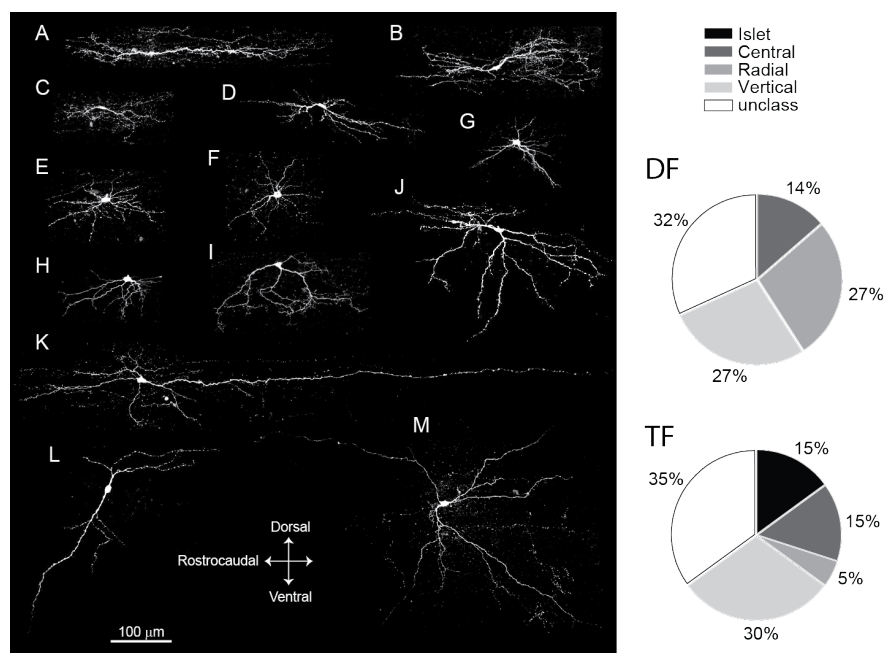 A
B
C
D
G
E
F
J
H
I
K
L
M
Dorsal
Rostrocaudal
Ventral
100 μm
Islet
Central
Radial
Vertical
unclass
DF
14%
32%
27%
27%
TF
15%
35%
15%
5%
30%